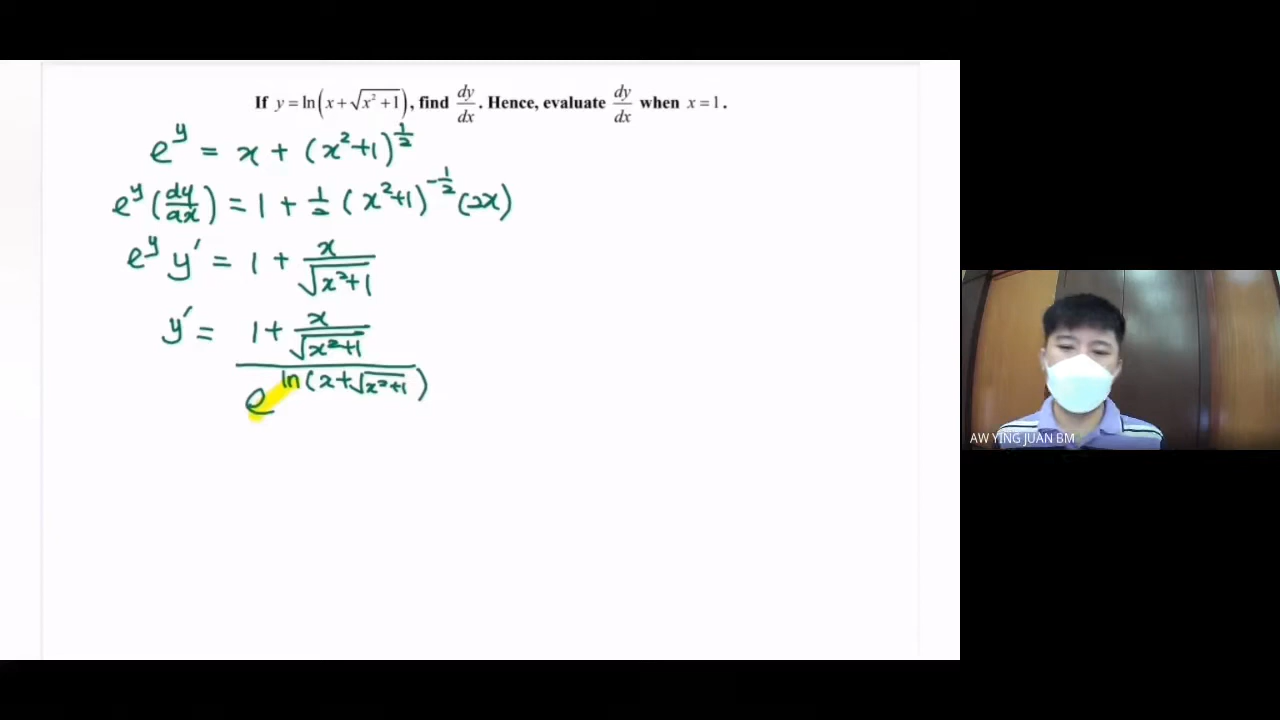 If y = ln(x + √(x² + 1)), find dy/dx. Hence, evaluate dy/dx when x = 1.
e^y = x + (x² + 1)^(1/2)
e^y (dy/dx) = 1 + 1/2 (x² + 1)^(-1/2) (2x)
e^y y' = 1 + x/√(x² + 1)
y' = (1 + x/√(x² + 1)) / e^(ln(x + √(x² + 1)))
AW YING JUAN BM